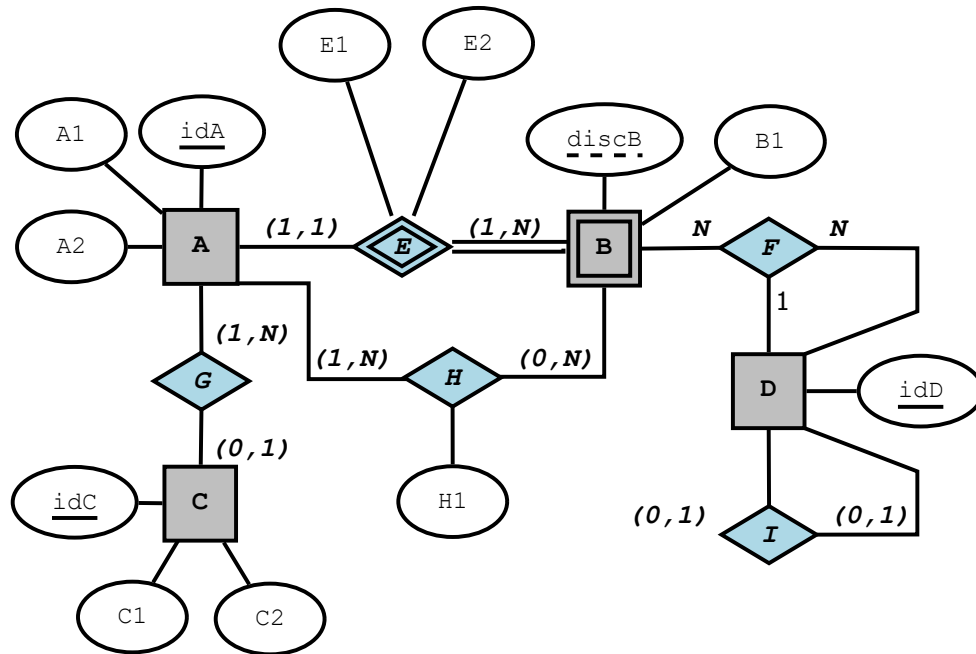 E1 E2
A1 idA discB B1
A2 A (1,1) E (1,N) B N F N
1
(1,N) (1,N) H (0,N)
G D idD
(0,1)
idC C H1 (0,1) I (0,1)
C1 C2